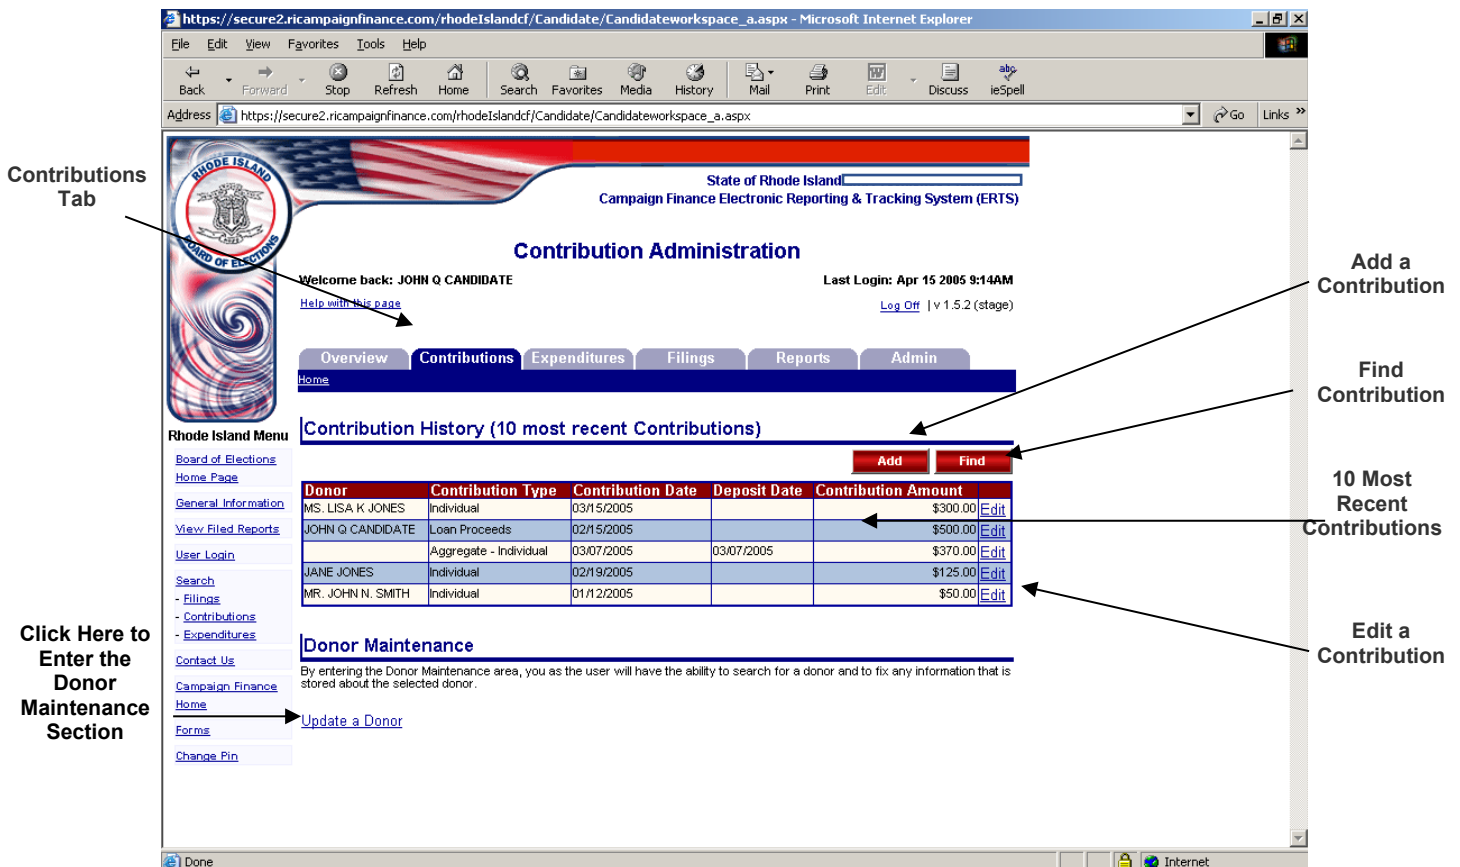 https://secure2.ricampaignfinance.com/rhodeIslandcf/Candidate/Candidateworkspace_a.aspx - Microsoft Internet Explorer
File Edit View Favorites Tools Help
Back Forward Stop Refresh Home Search Favorites Media History Mail Print Edit Discuss ieSpell
Address https://secure2.ricampaignfinance.com/rhodeIslandcf/Candidate/Candidateworkspace_a.aspx Go Links »
RHODE ISLAND
BOARD OF ELECTIONS
State of Rhode Island
Campaign Finance Electronic Reporting & Tracking System (ERTS)
Contribution Administration
Welcome back: JOHN Q CANDIDATE Last Login: Apr 15 2005 9:14AM
Help with this page Log Off | v 1.5.2 (stage)
Overview Contributions Expenditures Filings Reports Admin
Home
Contribution History (10 most recent Contributions)
Add Find
Donor Contribution Type Contribution Date Deposit Date Contribution Amount
MS. LISA K JONES Individual 03/15/2005 $300.00 Edit
JOHN Q CANDIDATE Loan Proceeds 02/15/2005 $500.00 Edit
Aggregate - Individual 03/07/2005 03/07/2005 $370.00 Edit
JANE JONES Individual 02/19/2005 $125.00 Edit
MR. JOHN N. SMITH Individual 01/12/2005 $50.00 Edit
Donor Maintenance
By entering the Donor Maintenance area, you as the user will have the ability to search for a donor and to fix any information that is
stored about the selected donor.
Update a Donor
Rhode Island Menu
Board of Elections
Home Page
General Information
View Filed Reports
User Login
Search
- Filings
- Contributions
- Expenditures
Contact Us
Campaign Finance
Home
Forms
Change Pin
Done Internet
Contributions
Tab
Click Here to
Enter the
Donor
Maintenance
Section
Add a
Contribution
Find
Contribution
10 Most
Recent
Contributions
Edit a
Contribution